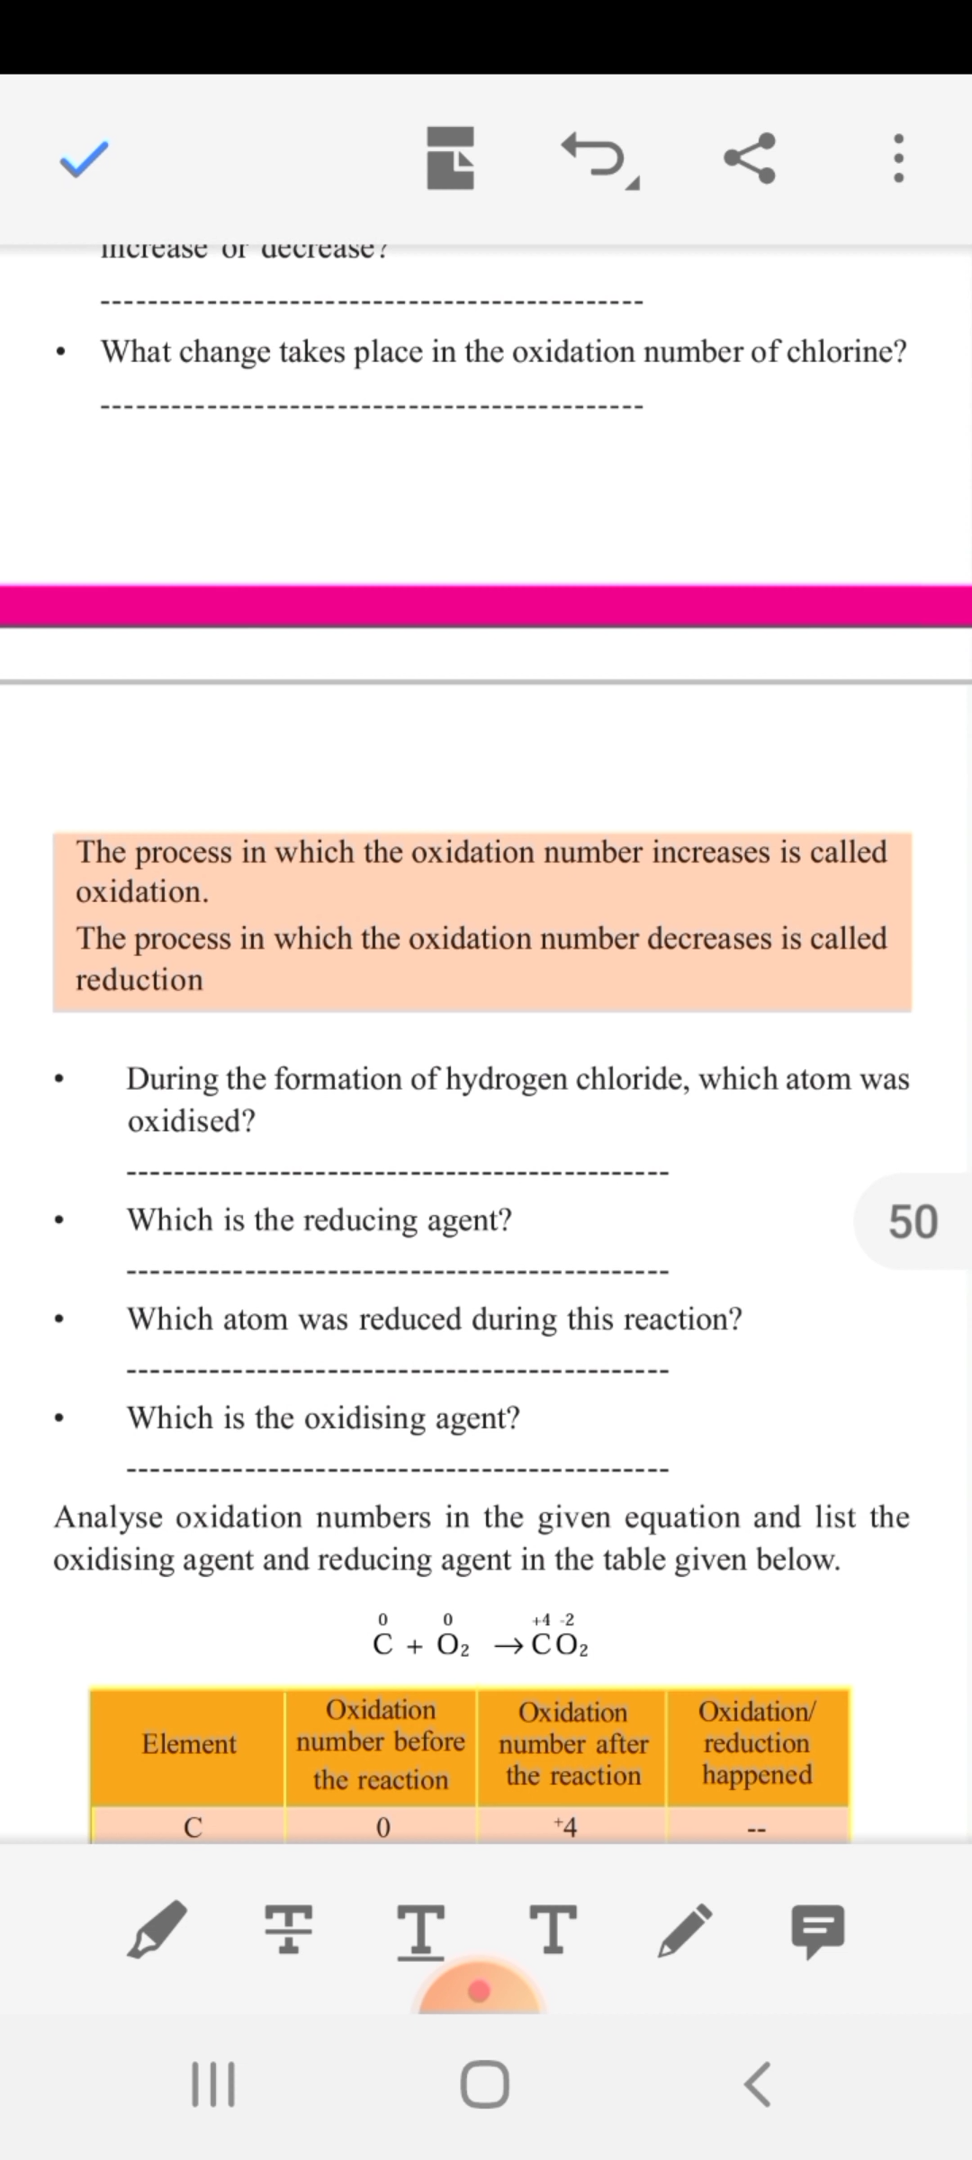 increase or decrease?
--------------------------------------------
• What change takes place in the oxidation number of chlorine?
--------------------------------------------
The process in which the oxidation number increases is called
oxidation.
The process in which the oxidation number decreases is called
reduction
• During the formation of hydrogen chloride, which atom was
oxidised?
--------------------------------------------
50
• Which is the reducing agent?
--------------------------------------------
• Which atom was reduced during this reaction?
--------------------------------------------
• Which is the oxidising agent?
--------------------------------------------
Analyse oxidation numbers in the given equation and list the
oxidising agent and reducing agent in the table given below.
0 0 +4 -2
C + O₂ → CO₂
Element
Oxidation
number before
the reaction
Oxidation
number after
the reaction
Oxidation/
reduction
happened
C 0 ⁺4 --